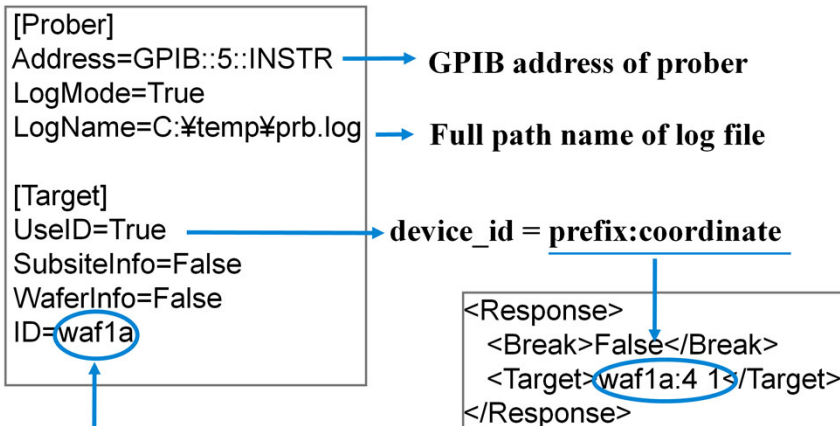 [Prober]
Address=GPIB::5::INSTR
GPIB address of prober
LogMode=True
LogName=C:¥temp¥prb.log
Full path name of log file
[Target]
UseID=True
device_id = prefix:coordinate
SubsiteInfo=False
WaferInfo=False
ID=waf1a
<Response>
<Break>False</Break>
<Target>waf1a:4 1</Target>
</Response>